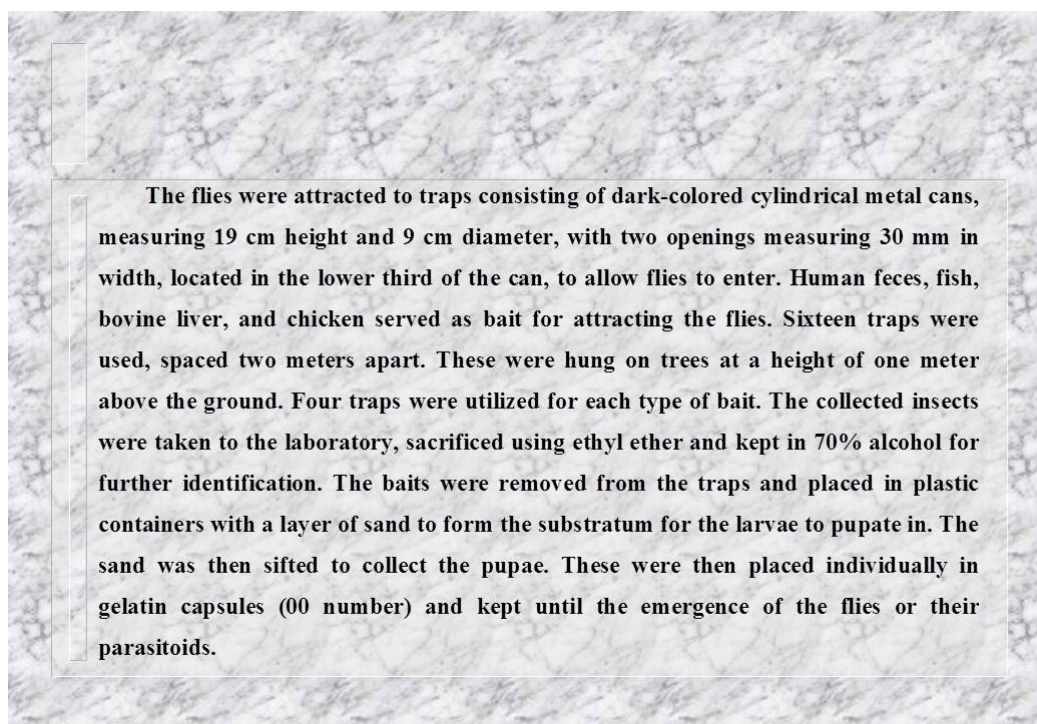 The flies were attracted to traps consisting of dark-colored cylindrical metal cans,
measuring 19 cm height and 9 cm diameter, with two openings measuring 30 mm in
width, located in the lower third of the can, to allow flies to enter. Human feces, fish,
bovine liver, and chicken served as bait for attracting the flies. Sixteen traps were
used, spaced two meters apart. These were hung on trees at a height of one meter
above the ground. Four traps were utilized for each type of bait. The collected insects
were taken to the laboratory, sacrificed using ethyl ether and kept in 70% alcohol for
further identification. The baits were removed from the traps and placed in plastic
containers with a layer of sand to form the substratum for the larvae to pupate in. The
sand was then sifted to collect the pupae. These were then placed individually in
gelatin capsules (00 number) and kept until the emergence of the flies or their
parasitoids.